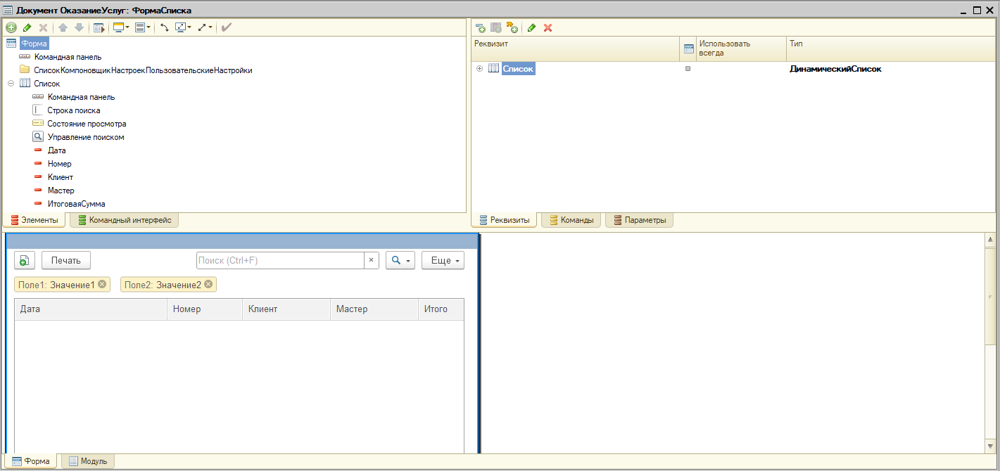 Документ ОказаниеУслуг: ФормаСписка
Форма
Командная панель
СписокКомпоновщикНастроекПользовательскиеНастройки
Список
Командная панель
Строка поиска
Состояние просмотра
Управление поиском
Дата
Номер
Клиент
Мастер
ИтоговаяСумма
Элементы Командный интерфейс
Реквизит Использовать всегда Тип
Список ДинамическийСписок
Реквизиты Команды Параметры
Печать Поиск (Ctrl+F) × Еще
Поле1: Значение1 Поле2: Значение2
Дата Номер Клиент Мастер Итого
Форма Модуль